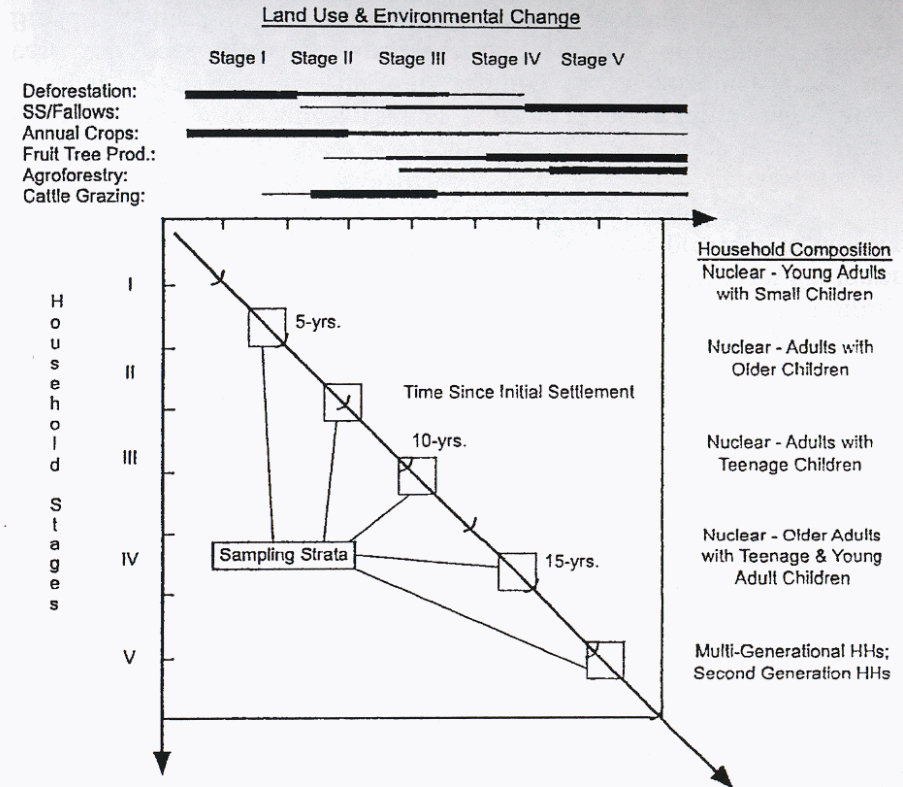 Land Use & Environmental Change
Stage I Stage II Stage III Stage IV Stage V
Deforestation:
SS/Fallows:
Annual Crops:
Fruit Tree Prod.:
Agroforestry:
Cattle Grazing:
Household Stages
I
II
III
IV
V
5-yrs.
Time Since Initial Settlement
10-yrs.
15-yrs.
Sampling Strata
Household Composition
Nuclear - Young Adults
with Small Children
Nuclear - Adults with
Older Children
Nuclear - Adults with
Teenage Children
Nuclear - Older Adults
with Teenage & Young
Adult Children
Multi-Generational HHs;
Second Generation HHs